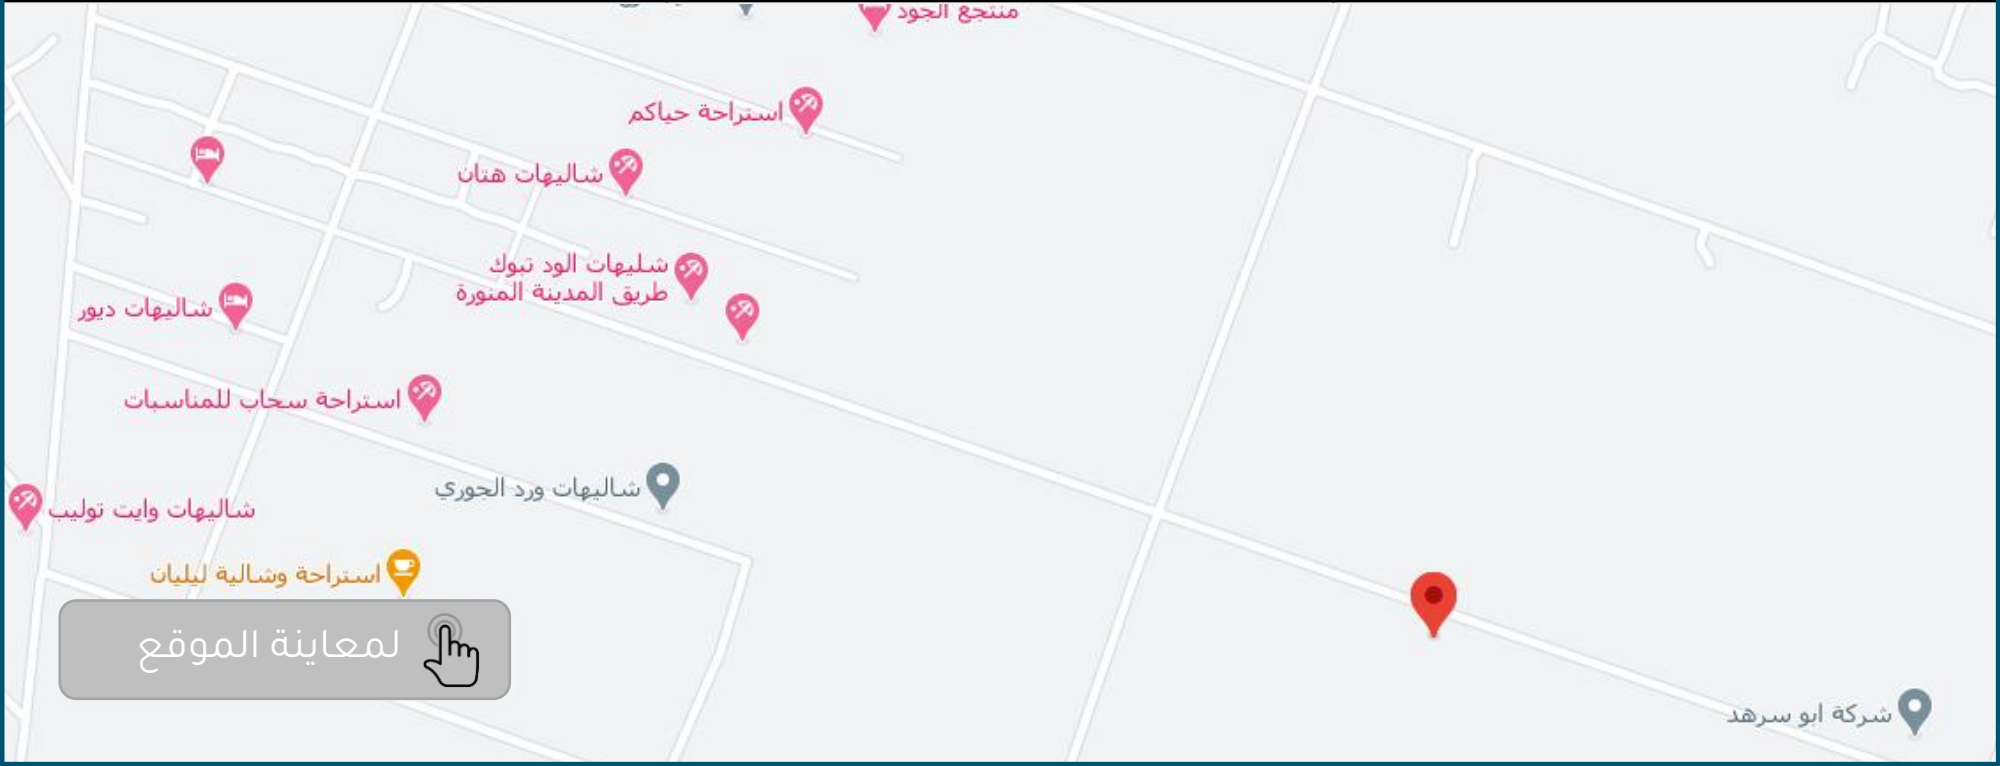 منتجع الجود
استراحة حياكم
شاليهات هتان
شليهات الود تبوك
طريق المدينة المنورة
شاليهات ديور
استراحة سحاب للمناسبات
شاليهات ورد الجوري
شاليهات وايت توليب
استراحة وشالية ليليان
لمعاينة الموقع
شركة ابو سرهد